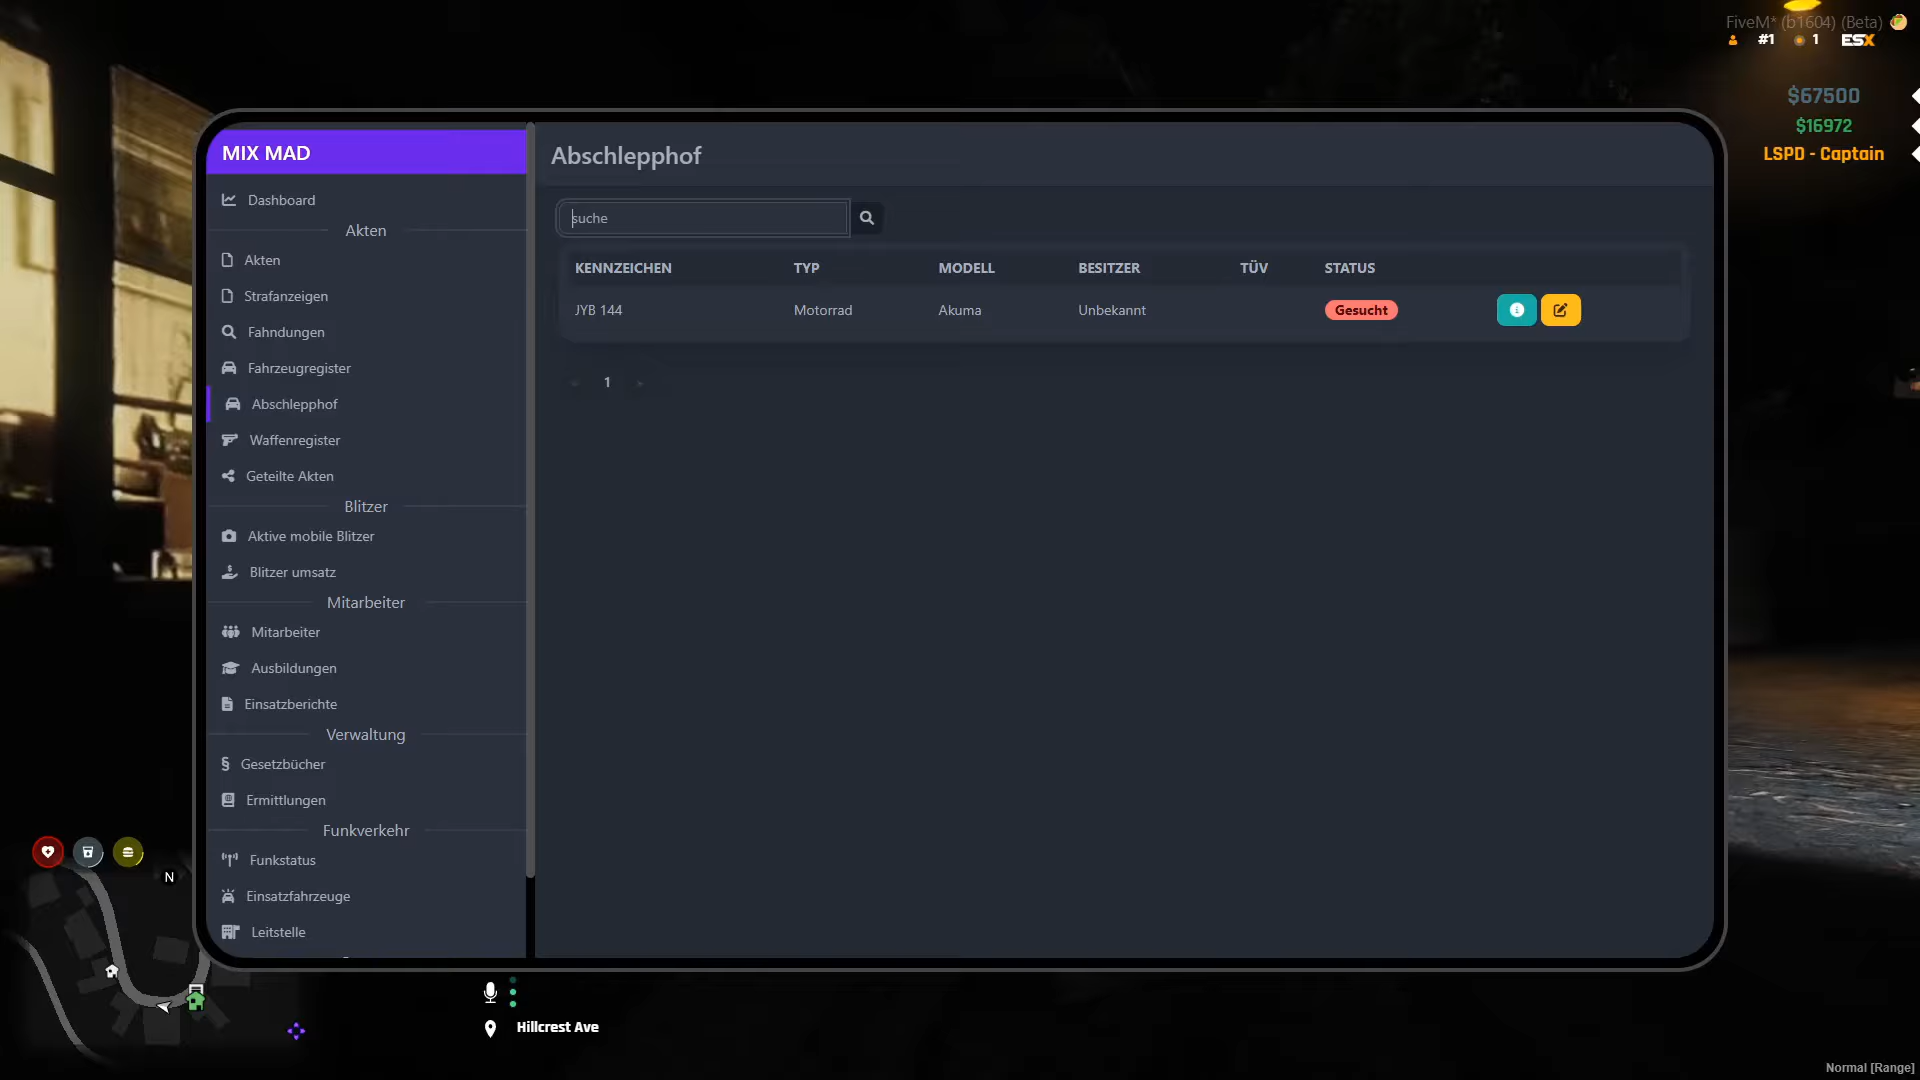 FiveM* (b1604) (Beta)
#1 1 ESX
$67500
$16972
LSPD - Captain
MIX MAD
Dashboard
Akten
Akten
Strafanzeigen
Fahndungen
Fahrzeugregister
Abschlepphof
Waffenregister
Geteilte Akten
Blitzer
Aktive mobile Blitzer
Blitzer umsatz
Mitarbeiter
Mitarbeiter
Ausbildungen
Einsatzberichte
Verwaltung
Gesetzbücher
Ermittlungen
Funkverkehr
Funkstatus
Einsatzfahrzeuge
Leitstelle
Abschlepphof
suche
KENNZEICHEN TYP MODELL BESITZER TÜV STATUS
JYB 144 Motorrad Akuma Unbekannt Gesucht
« 1 »
N
Hillcrest Ave
Normal [Range]